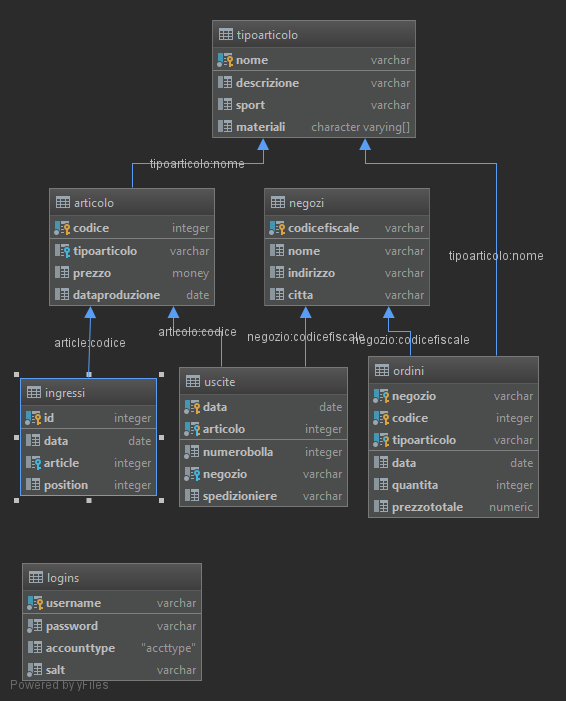 tipoarticolo
nome varchar
descrizione varchar
sport varchar
materiali character varying[]
tipoarticolo:nome
articolo
codice integer
tipoarticolo varchar
prezzo money
dataproduzione date
negozi
codicefiscale varchar
nome varchar
indirizzo varchar
citta varchar
tipoarticolo:nome
article:codice
articolo:codice
negozio:codicefiscale
negozio:codicefiscale
ingressi
id integer
data date
article integer
position integer
uscite
data date
articolo integer
numerobolla integer
negozio varchar
spedizioniere varchar
ordini
negozio varchar
codice integer
tipoarticolo varchar
data date
quantita integer
prezzototale numeric
logins
username varchar
password varchar
accounttype "accttype"
salt varchar
Powered by yFiles